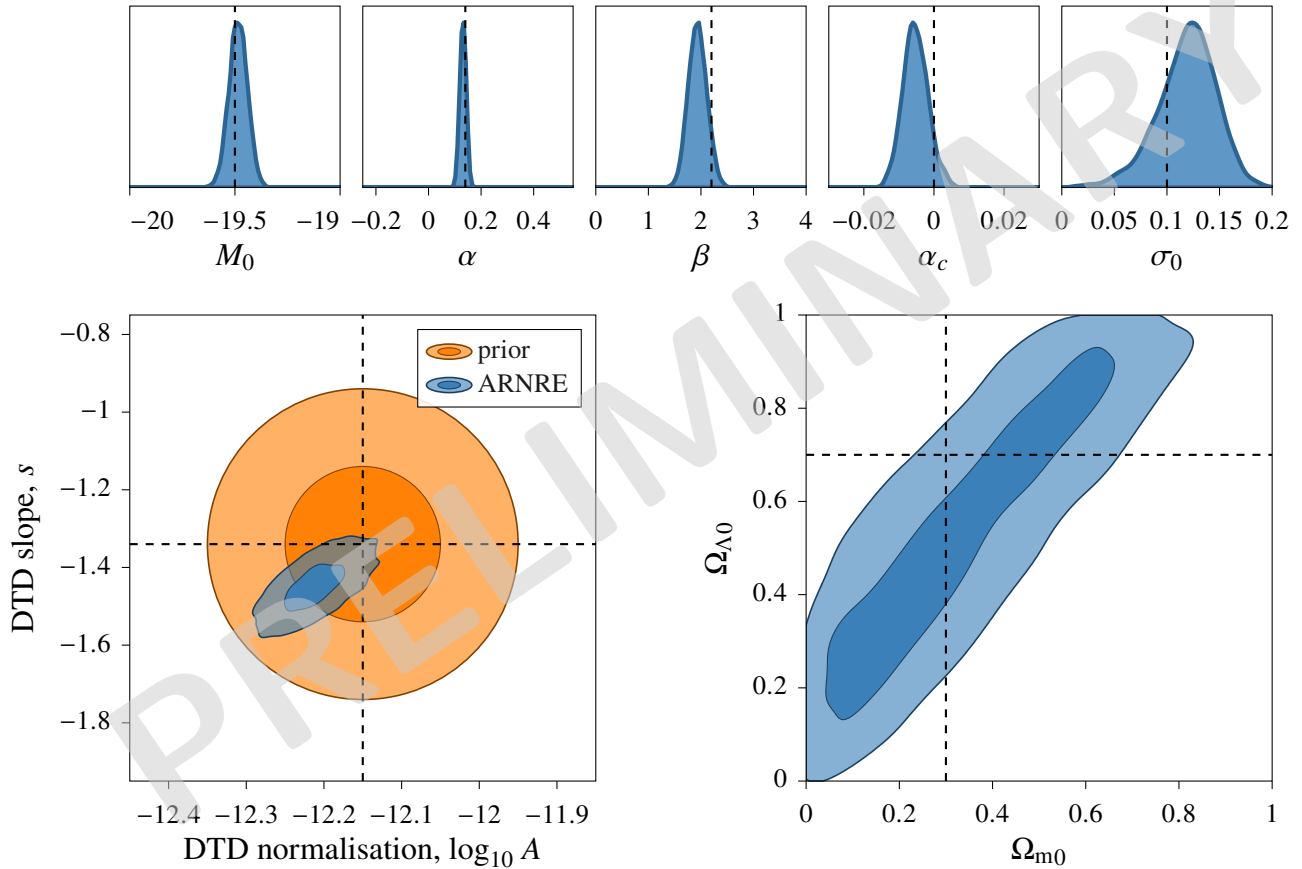 −20 −19.5 −19
M₀
−0.2 0 0.2 0.4
α
0 1 2 3 4
β
−0.02 0 0.02
α_c
0 0.05 0.1 0.15 0.2
σ₀
PRELIMINARY
−0.8
−1
−1.2
−1.4
−1.6
−1.8
DTD slope, s
prior
ARNRE
−12.4 −12.3 −12.2 −12.1 −12 −11.9
DTD normalisation, log₁₀ A
1
0.8
0.6
0.4
0.2
0
Ω_Λ0
0 0.2 0.4 0.6 0.8 1
Ω_m0